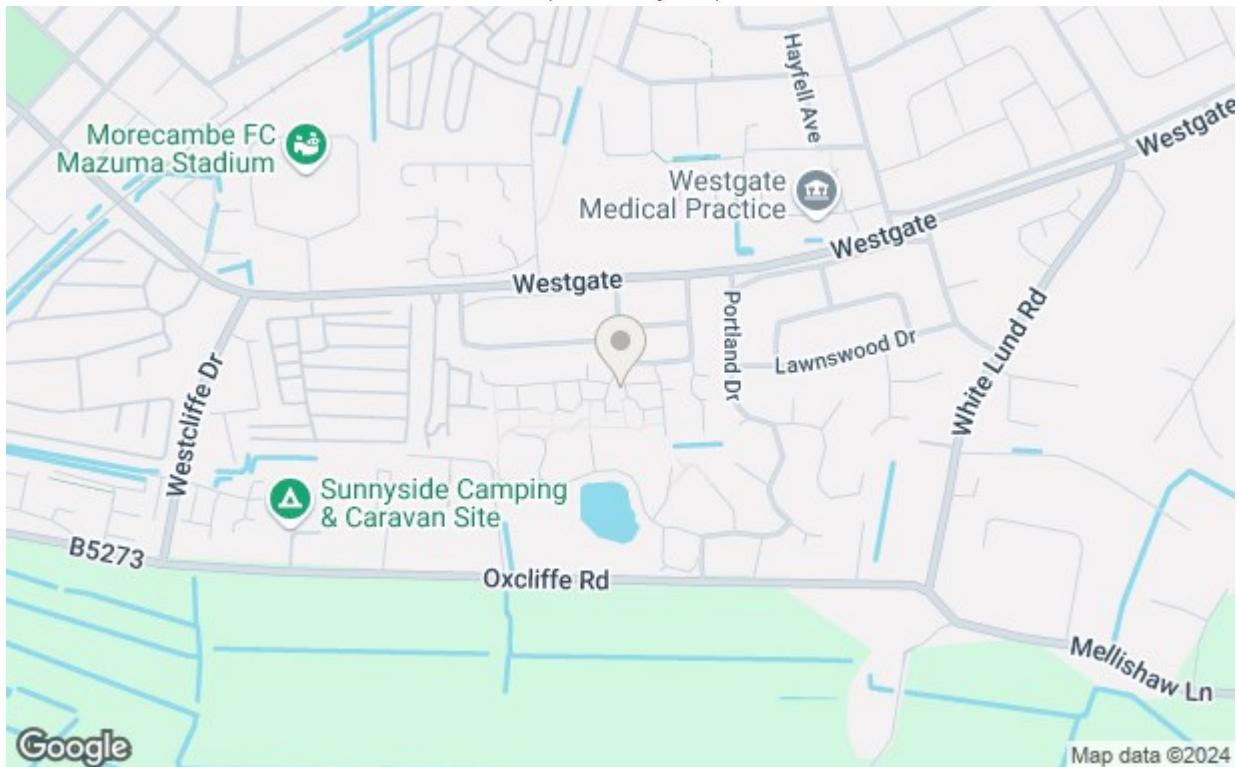 Hayfell Ave
Westgate
Morecambe FC
Mazuma Stadium
Westgate
Medical Practice
Westgate
Westgate
Portland Dr
Lawnswood Dr
White Lund Rd
Westcliffe Dr
Sunnyside Camping
& Caravan Site
B5273
Oxcliffe Rd
Mellishaw Ln
Google
Map data ©2024